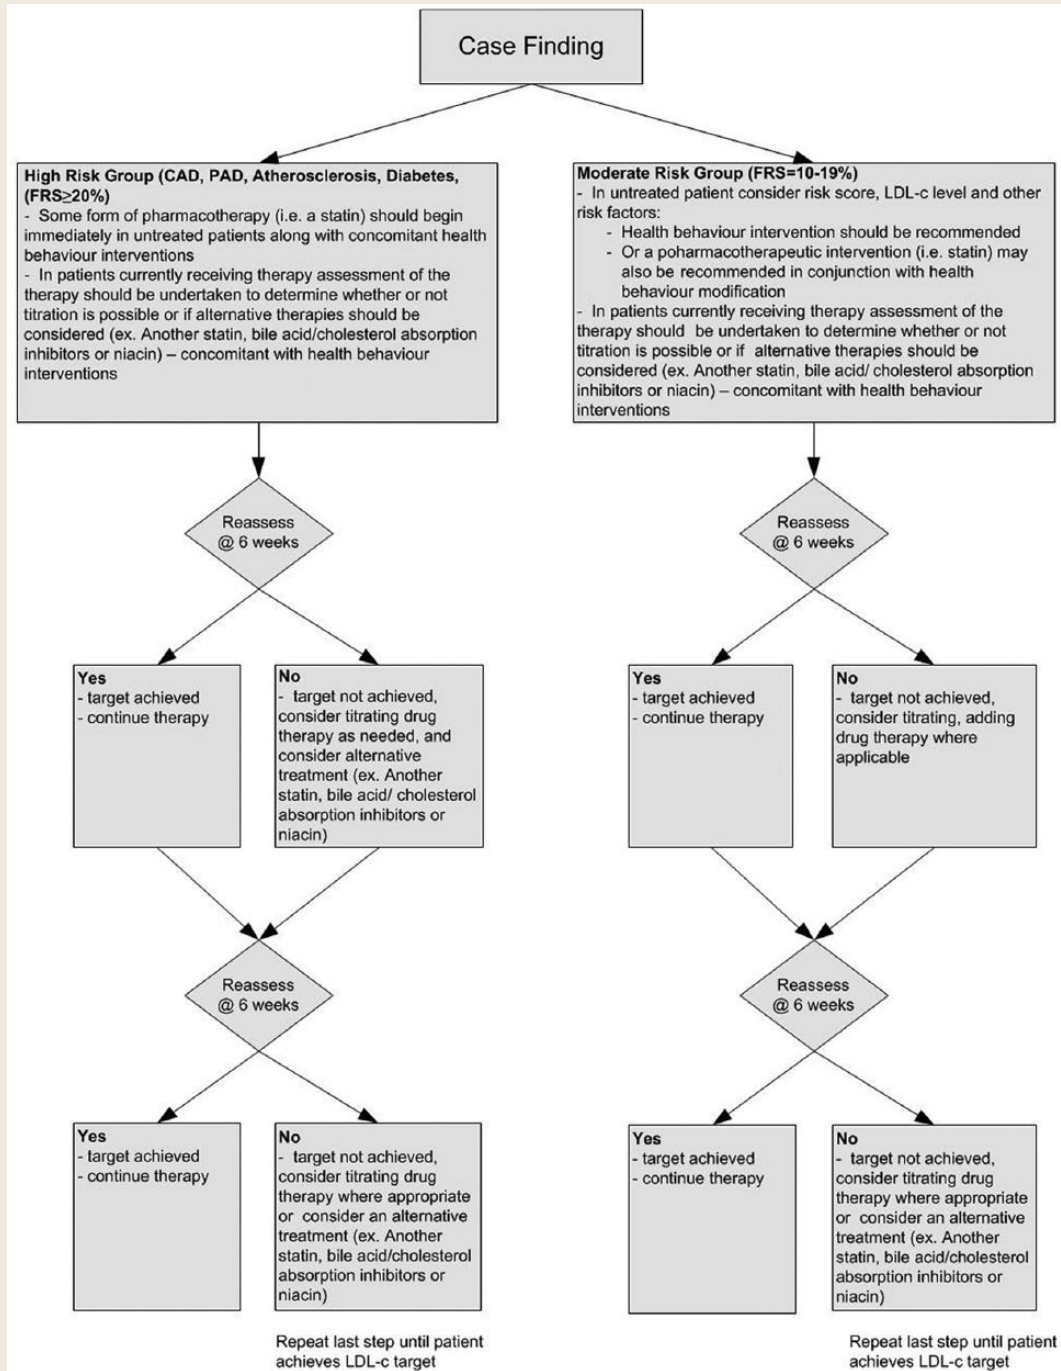 Case Finding
High Risk Group (CAD, PAD, Atherosclerosis, Diabetes,
(FRS≥20%)
- Some form of pharmacotherapy (i.e. a statin) should begin
immediately in untreated patients along with concomitant health
behaviour interventions
- In patients currently receiving therapy assessment of the
therapy should be undertaken to determine whether or not
titration is possible or if alternative therapies should be
considered (ex. Another statin, bile acid/cholesterol absorption
inhibitors or niacin) – concomitant with health behaviour
interventions
Moderate Risk Group (FRS=10-19%)
- In untreated patient consider risk score, LDL-c level and other
risk factors:
- Health behaviour intervention should be recommended
- Or a poharmacotherapeutic intervention (i.e. statin) may
also be recommended in conjunction with health
behaviour modification
- In patients currently receiving therapy assessment of the
therapy should be undertaken to determine whether or not
titration is possible or if alternative therapies should be
considered (ex. Another statin, bile acid/ cholesterol absorption
inhibitors or niacin) – concomitant with health behaviour
interventions
Reassess
@ 6 weeks
Reassess
@ 6 weeks
Yes
- target achieved
- continue therapy
No
- target not achieved,
consider titrating drug
therapy as needed, and
consider alternative
treatment (ex. Another
statin, bile acid/ cholesterol
absorption inhibitors or
niacin)
Yes
- target achieved
- continue therapy
No
- target not achieved,
consider titrating, adding
drug therapy where
applicable
Reassess
@ 6 weeks
Reassess
@ 6 weeks
Yes
- target achieved
- continue therapy
No
- target not achieved,
consider titrating drug
therapy where appropriate
or consider an alternative
treatment (ex. Another
statin, bile acid/cholesterol
absorption inhibitors or
niacin)
Yes
- target achieved
- continue therapy
No
- target not achieved,
consider titrating drug
therapy where appropriate
or consider an alternative
treatment (ex. Another
statin, bile acid/cholesterol
absorption inhibitors or
niacin)
Repeat last step until patient
achieves LDL-c target
Repeat last step until patient
achieves LDL-c target